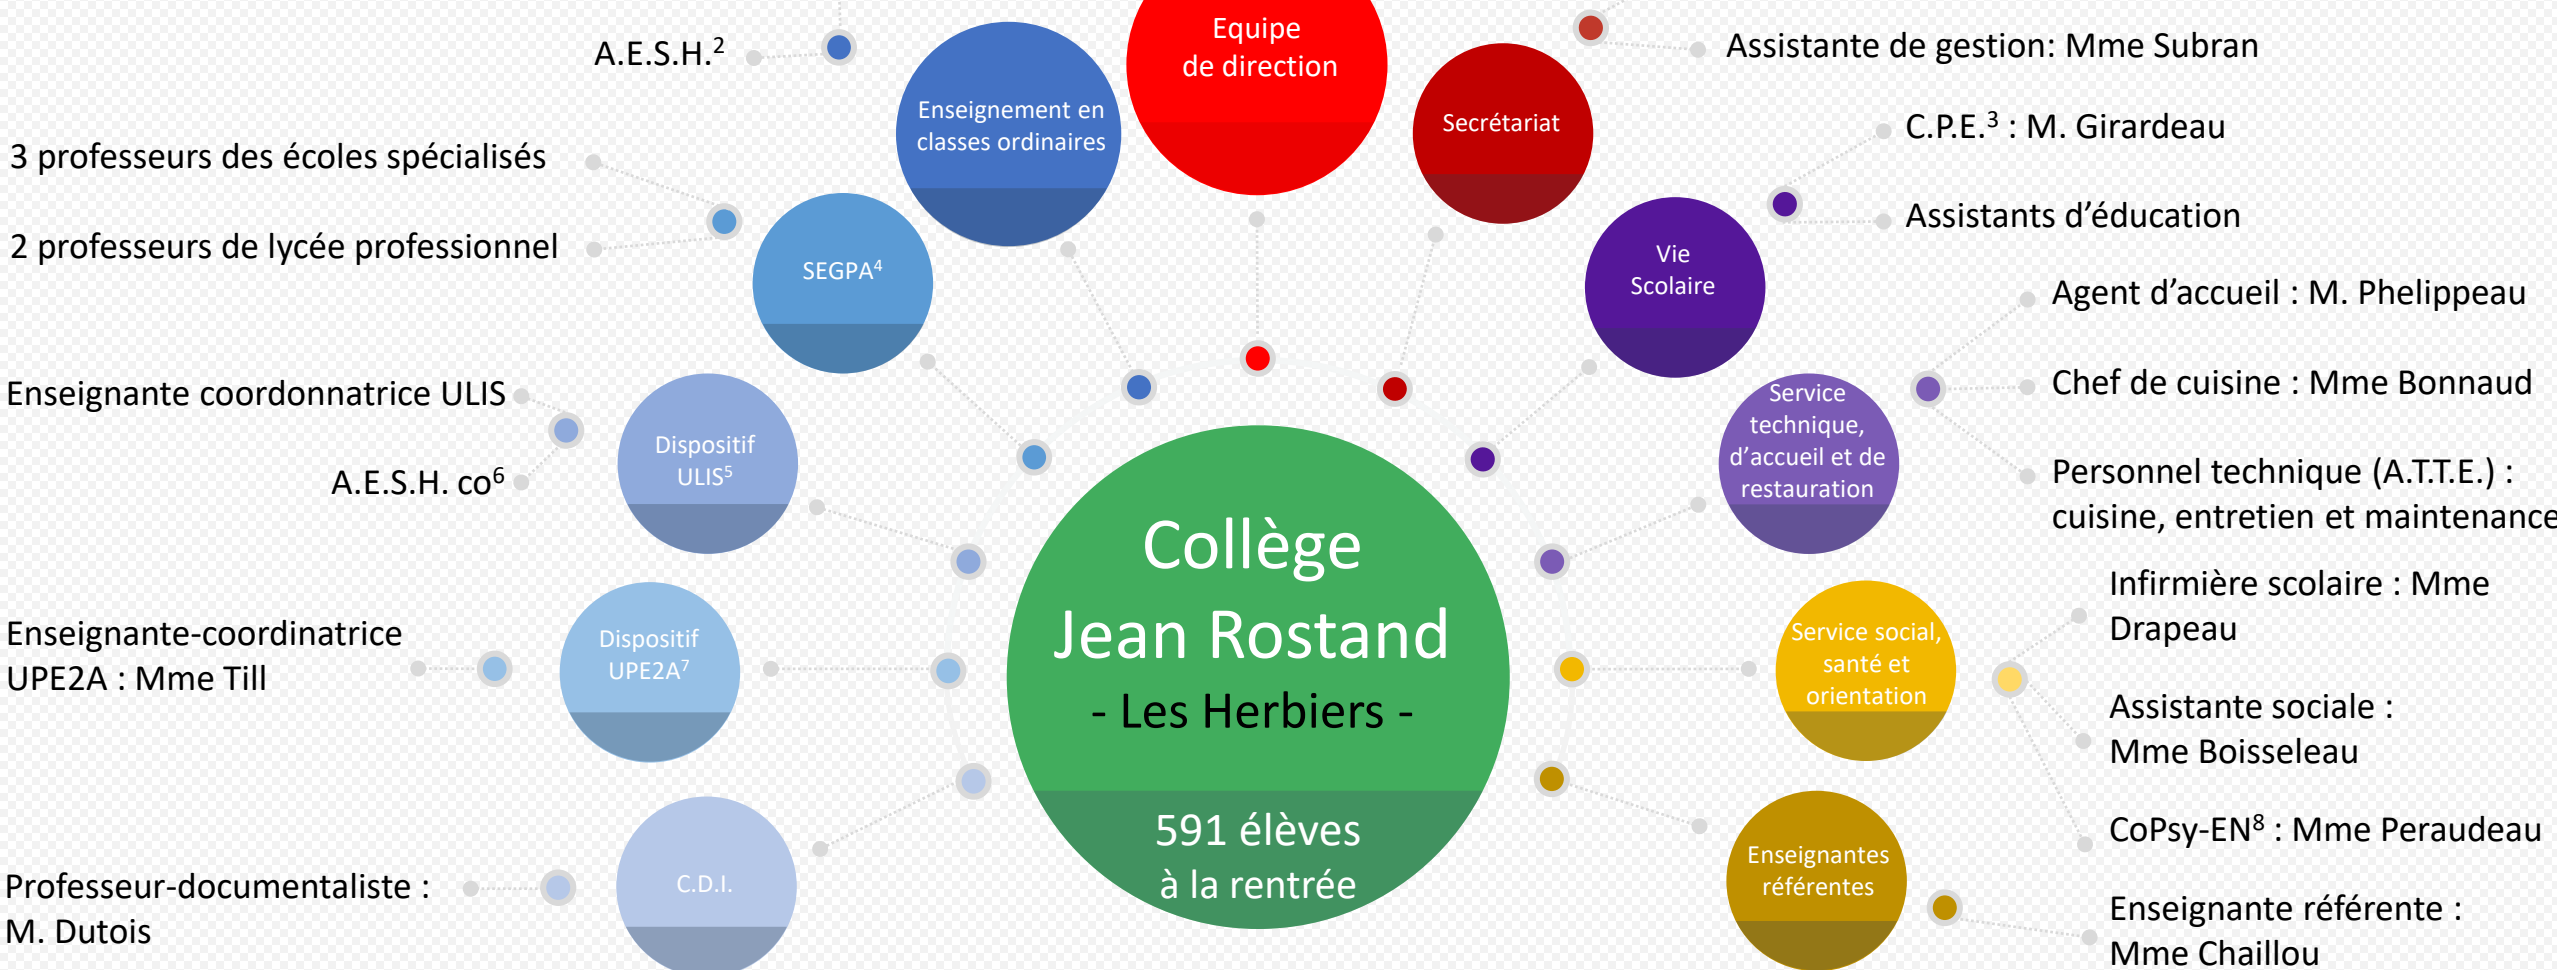 Equipe
de direction
A.E.S.H.²
Enseignement en
classes ordinaires
Secrétariat
Assistante de gestion: Mme Subran
3 professeurs des écoles spécialisés
2 professeurs de lycée professionnel
SEGPA⁴
Vie
Scolaire
C.P.E.³ : M. Girardeau
Assistants d’éducation
Enseignante coordonnatrice ULIS
A.E.S.H. co⁶
Dispositif
ULIS⁵
Service
technique,
d’accueil et de
restauration
Agent d’accueil : M. Phelippeau
Chef de cuisine : Mme Bonnaud
Personnel technique (A.T.T.E.) :
cuisine, entretien et maintenance
Collège
Jean Rostand
- Les Herbiers -
591 élèves
à la rentrée
Enseignante-coordinatrice
UPE2A : Mme Till
Dispositif
UPE2A⁷
Service social,
santé et
orientation
Infirmière scolaire : Mme
Drapeau
Assistante sociale :
Mme Boisseleau
CoPsy-EN⁸ : Mme Peraudeau
Professeur-documentaliste :
M. Dutois
C.D.I.
Enseignantes
référentes
Enseignante référente :
Mme Chaillou